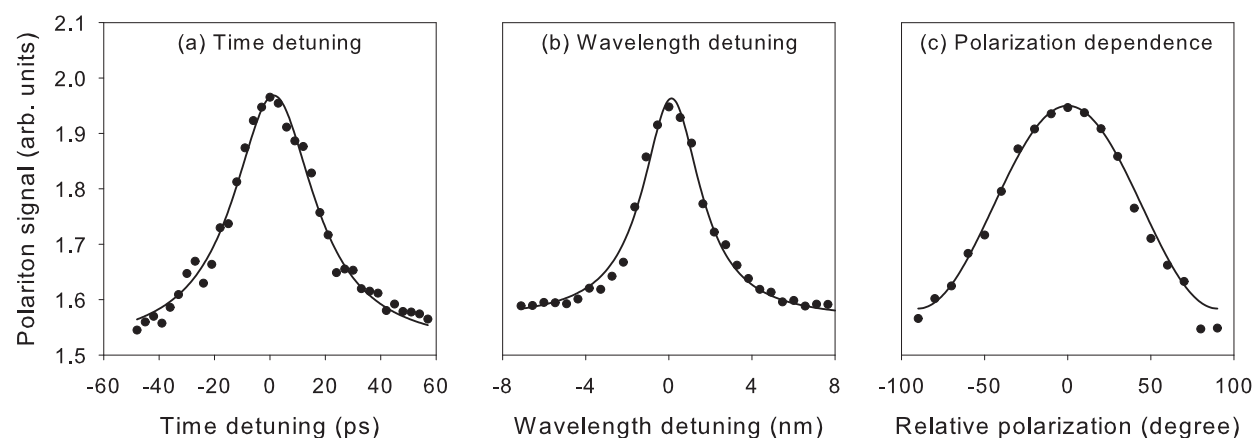 Polariton signal (arb. units)
2.1
2.0
1.9
1.8
1.7
1.6
1.5
(a) Time detuning
(b) Wavelength detuning
(c) Polarization dependence
-60 -40 -20 0 20 40 60
-8 -4 0 4 8
-100 -50 0 50 100
Time detuning (ps)
Wavelength detuning (nm)
Relative polarization (degree)